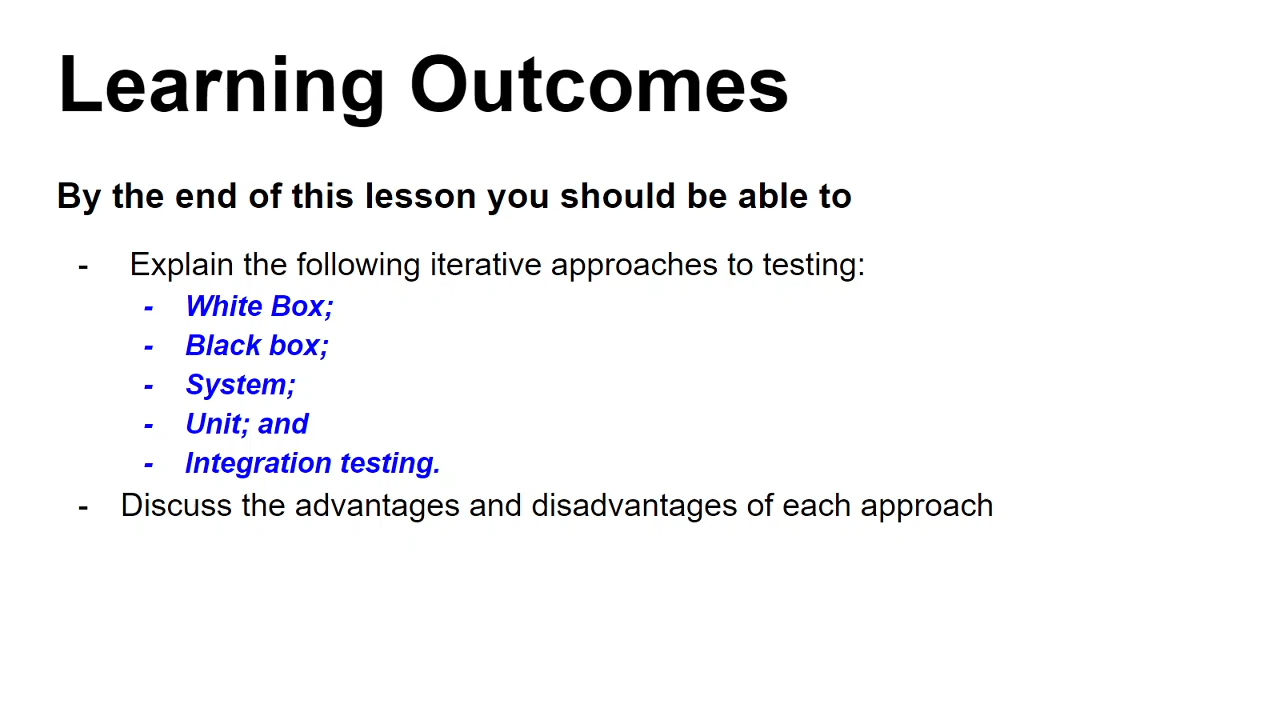 Learning Outcomes
By the end of this lesson you should be able to
- Explain the following iterative approaches to testing:
- White Box;
- Black box;
- System;
- Unit; and
- Integration testing.
- Discuss the advantages and disadvantages of each approach